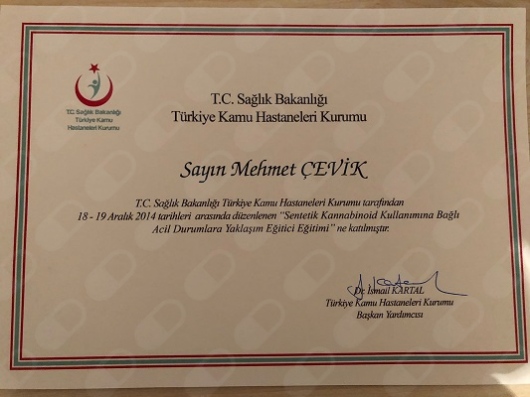 T.C. Sağlık Bakanlığı
Türkiye Kamu
Hastaneleri Kurumu
T.C. Sağlık Bakanlığı
Türkiye Kamu Hastaneleri Kurumu
Sayın Mehmet ÇEVİK
T.C. Sağlık Bakanlığı Türkiye Kamu Hastaneleri Kurumu tarafından
18 - 19 Aralık 2014 tarihleri arasında düzenlenen "Sentetik Kannabinoid Kullanımına Bağlı
Acil Durumlara Yaklaşım Eğitici Eğitimi" ne katılmıştır.
Dr. İsmail KARTAL
Türkiye Kamu Hastaneleri Kurumu
Başkan Yardımcısı